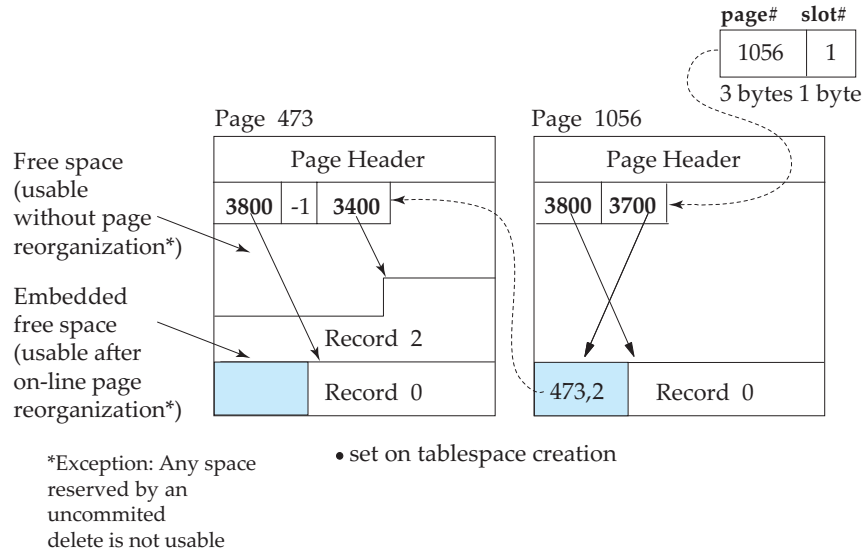 page# slot#
1056 1
3 bytes 1 byte
Page 473
Page 1056
Page Header
Page Header
3800 -1 3400
3800 3700
Free space
(usable
without page
reorganization*)
Embedded
free space
(usable after
on-line page
reorganization*)
Record 2
Record 0
473,2
Record 0
*Exception: Any space
reserved by an
uncommited
delete is not usable
• set on tablespace creation